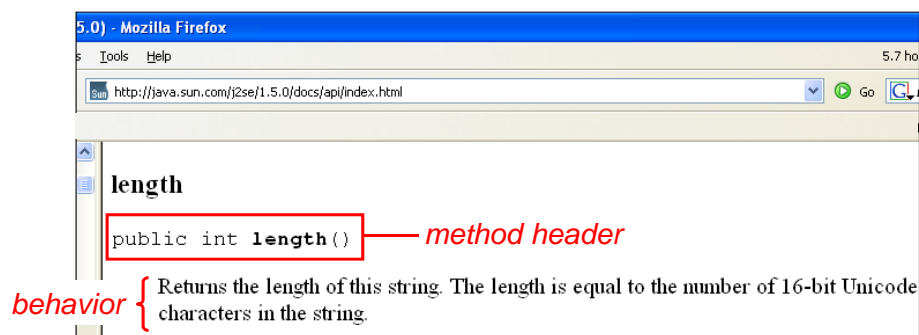 5.0) - Mozilla Firefox
s Tools Help 5.7 ho
Sun http://java.sun.com/j2se/1.5.0/docs/api/index.html Go G
length
public int length() method header
Returns the length of this string. The length is equal to the number of 16-bit Unicode
behavior
characters in the string.